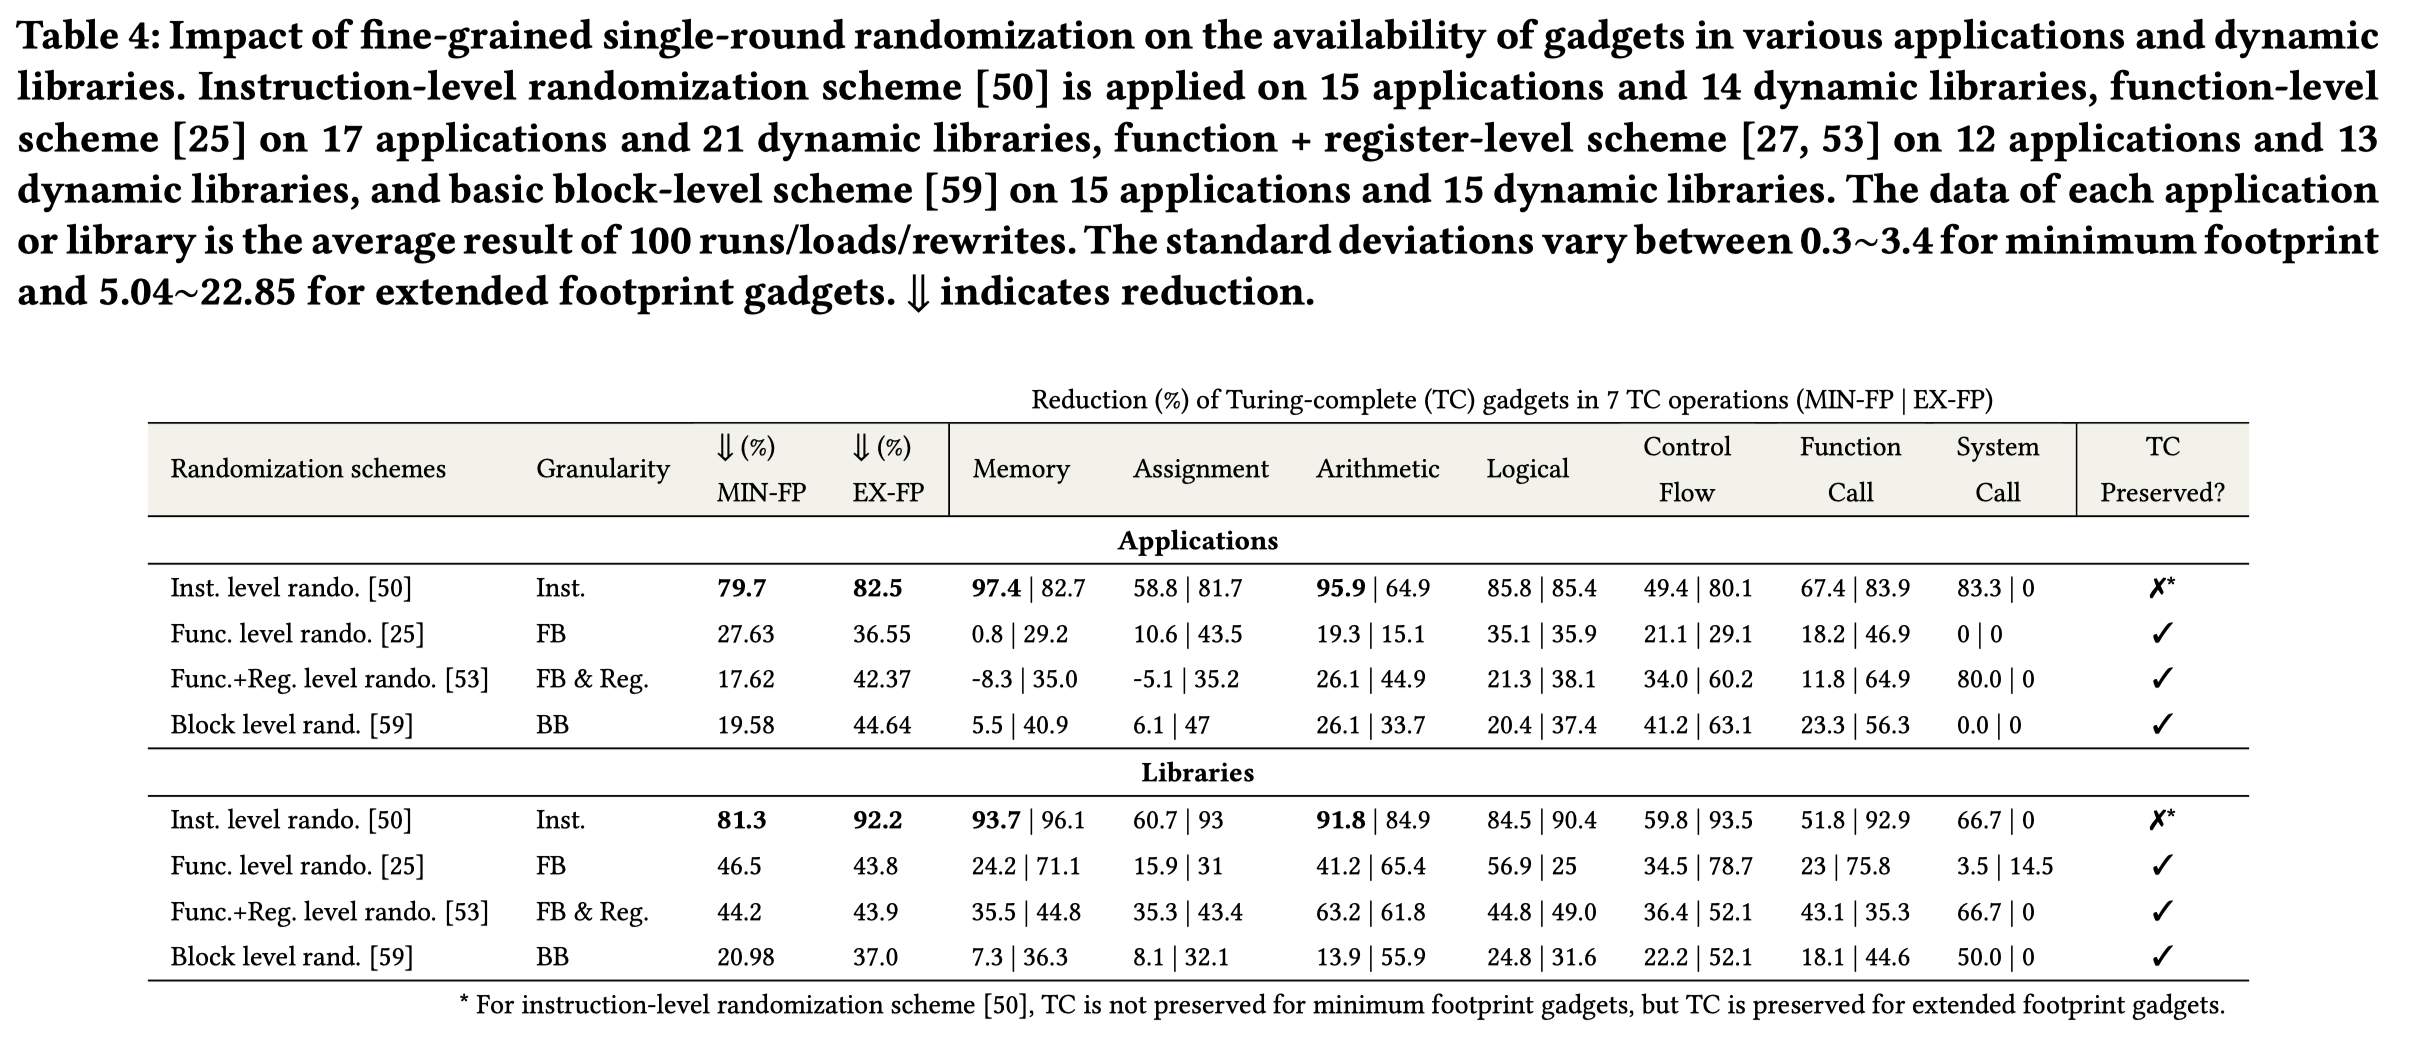 Table 4: Impact of fine-grained single-round randomization on the availability of gadgets in various applications and dynamic
libraries. Instruction-level randomization scheme [50] is applied on 15 applications and 14 dynamic libraries, function-level
scheme [25] on 17 applications and 21 dynamic libraries, function + register-level scheme [27, 53] on 12 applications and 13
dynamic libraries, and basic block-level scheme [59] on 15 applications and 15 dynamic libraries. The data of each application
or library is the average result of 100 runs/loads/rewrites. The standard deviations vary between 0.3~3.4 for minimum footprint
and 5.04~22.85 for extended footprint gadgets. ⇓ indicates reduction.
Reduction (%) of Turing-complete (TC) gadgets in 7 TC operations (MIN-FP | EX-FP)
Randomization schemes Granularity ⇓ (%) MIN-FP ⇓ (%) EX-FP Memory Assignment Arithmetic Logical Control Flow Function Call System Call TC Preserved?
Applications
Inst. level rando. [50] Inst. 79.7 82.5 97.4 | 82.7 58.8 | 81.7 95.9 | 64.9 85.8 | 85.4 49.4 | 80.1 67.4 | 83.9 83.3 | 0 ✗*
Func. level rando. [25] FB 27.63 36.55 0.8 | 29.2 10.6 | 43.5 19.3 | 15.1 35.1 | 35.9 21.1 | 29.1 18.2 | 46.9 0 | 0 ✓
Func.+Reg. level rando. [53] FB & Reg. 17.62 42.37 -8.3 | 35.0 -5.1 | 35.2 26.1 | 44.9 21.3 | 38.1 34.0 | 60.2 11.8 | 64.9 80.0 | 0 ✓
Block level rand. [59] BB 19.58 44.64 5.5 | 40.9 6.1 | 47 26.1 | 33.7 20.4 | 37.4 41.2 | 63.1 23.3 | 56.3 0.0 | 0 ✓
Libraries
Inst. level rando. [50] Inst. 81.3 92.2 93.7 | 96.1 60.7 | 93 91.8 | 84.9 84.5 | 90.4 59.8 | 93.5 51.8 | 92.9 66.7 | 0 ✗*
Func. level rando. [25] FB 46.5 43.8 24.2 | 71.1 15.9 | 31 41.2 | 65.4 56.9 | 25 34.5 | 78.7 23 | 75.8 3.5 | 14.5 ✓
Func.+Reg. level rando. [53] FB & Reg. 44.2 43.9 35.5 | 44.8 35.3 | 43.4 63.2 | 61.8 44.8 | 49.0 36.4 | 52.1 43.1 | 35.3 66.7 | 0 ✓
Block level rand. [59] BB 20.98 37.0 7.3 | 36.3 8.1 | 32.1 13.9 | 55.9 24.8 | 31.6 22.2 | 52.1 18.1 | 44.6 50.0 | 0 ✓
* For instruction-level randomization scheme [50], TC is not preserved for minimum footprint gadgets, but TC is preserved for extended footprint gadgets.